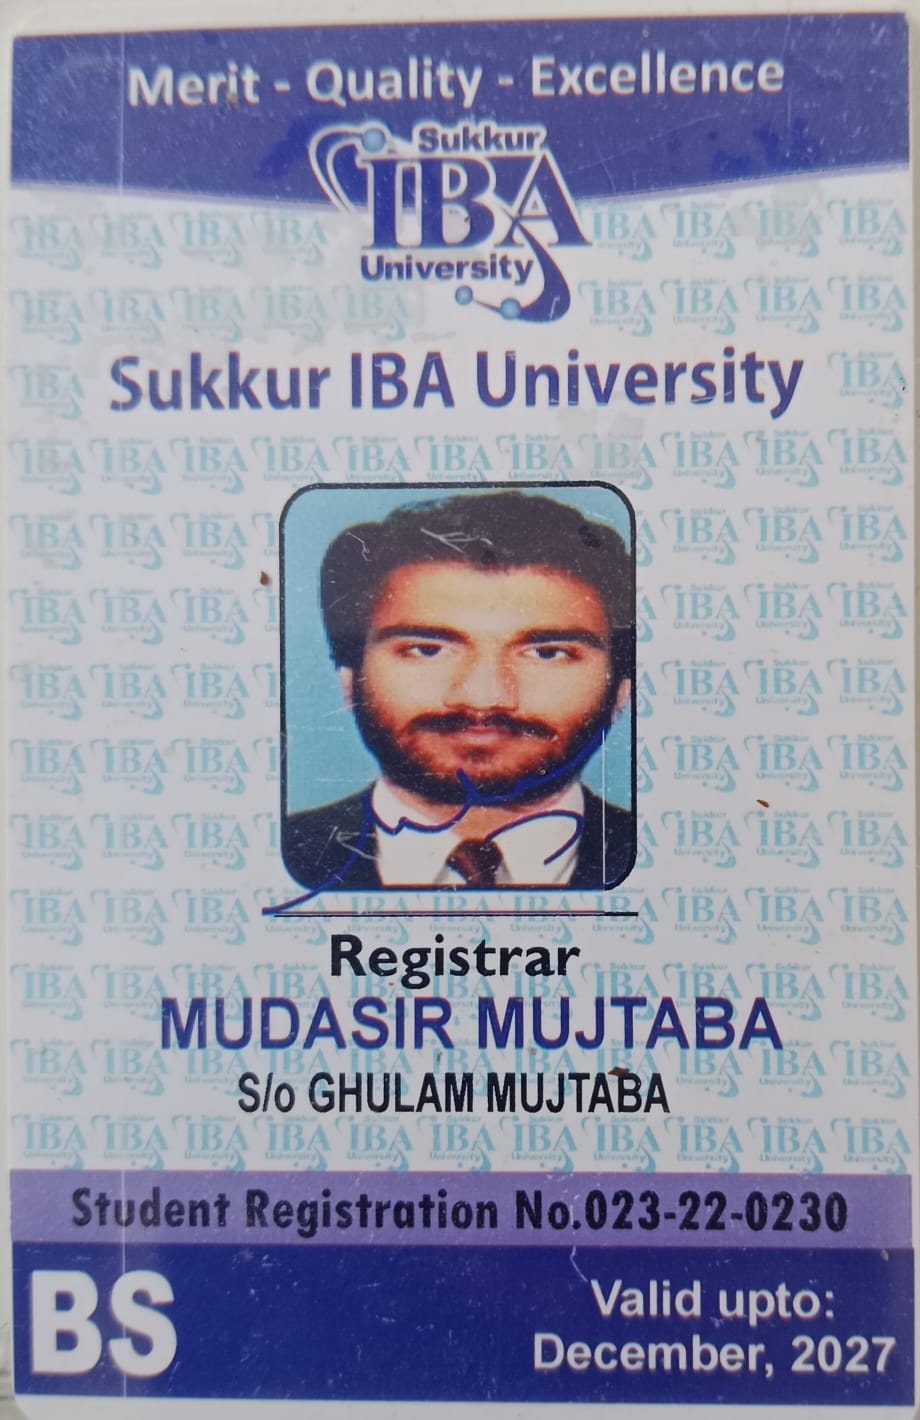 Merit - Quality - Excellence
Sukkur
IBA
University
Sukkur IBA University
Registrar
MUDASIR MUJTABA
S/o GHULAM MUJTABA
Student Registration No.023-22-0230
BS
Valid upto:
December, 2027